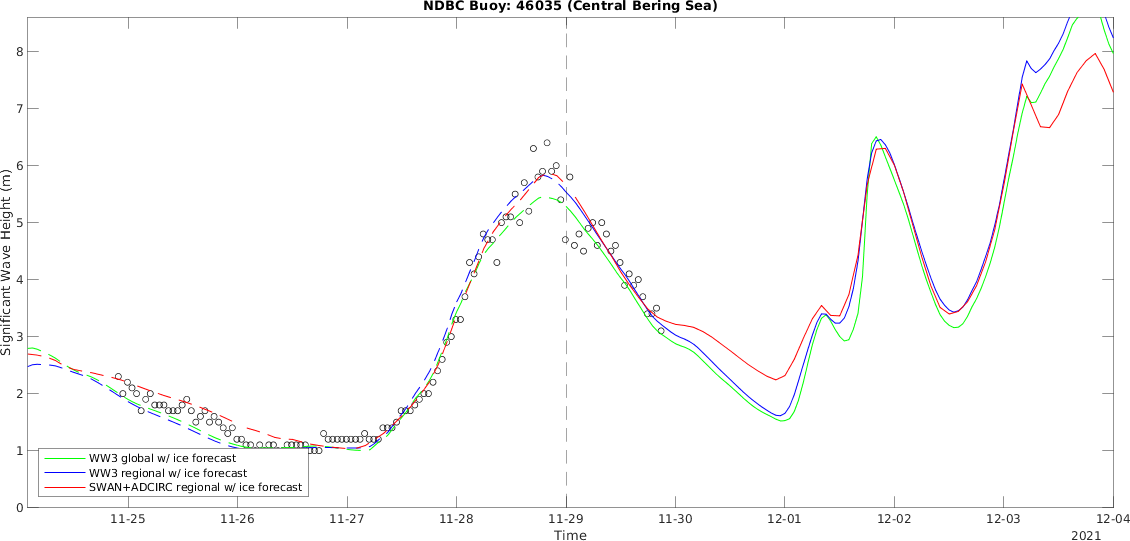 NDBC Buoy: 46035 (Central Bering Sea)
Significant Wave Height (m)
8
7
6
5
4
3
2
1
0
WW3 global w/ ice forecast
WW3 regional w/ ice forecast
SWAN+ADCIRC regional w/ ice forecast
11-25 11-26 11-27 11-28 11-29 11-30 12-01 12-02 12-03 12-04
Time
2021